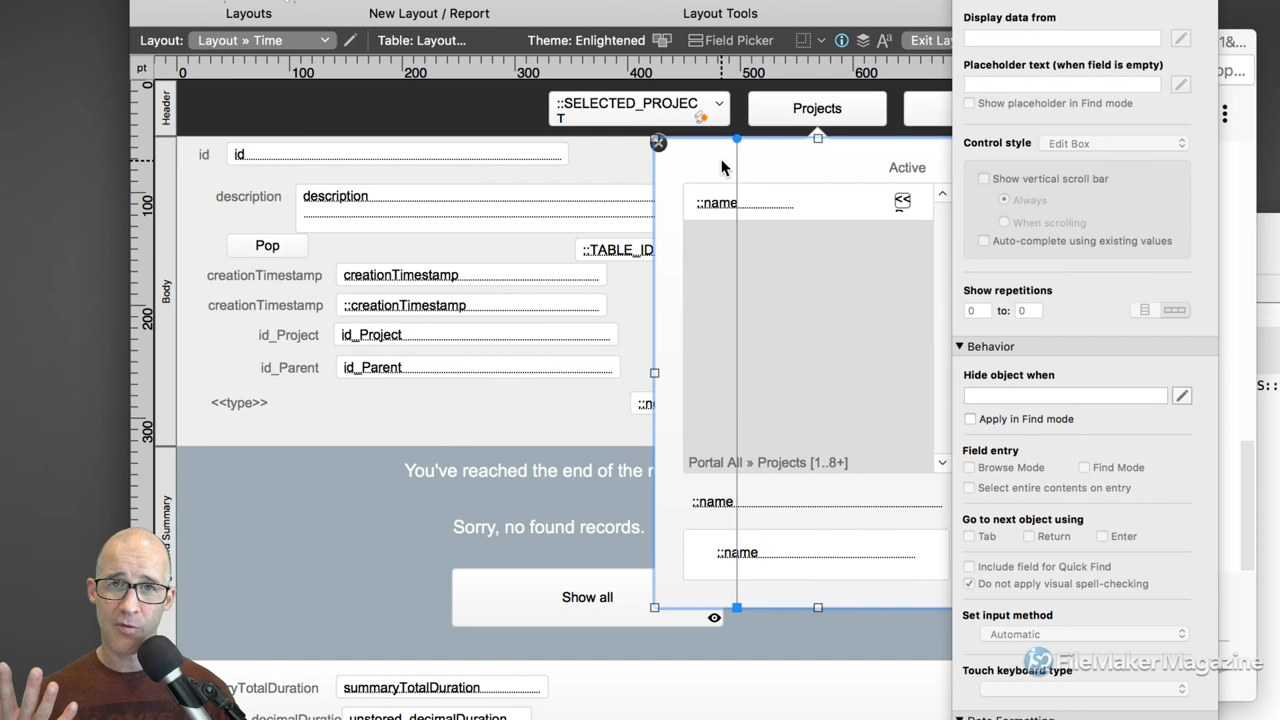 Layouts
New Layout / Report
Layout Tools
Layout:
Layout » Time
Table: Layout...
Theme: Enlightened
Field Picker
Exit Lay
pt
0
100
200
300
400
500
600
Header
::SELECTED_PROJEC
T
Projects
id
id
Active
description
description
::name
<<
Pop
::TABLE_ID
creationTimestamp
creationTimestamp
creationTimestamp
::creationTimestamp
id_Project
id_Project
id_Parent
id_Parent
<<type>>
Body
0
100
200
300
Portal All » Projects [1..8+]
You've reached the end of the r
::name
Sorry, no found records.
::name
Show all
Summary
ryTotalDuration
summaryTotalDuration
decimalDuratio
unstored_decimalDuration
Display data from
Placeholder text (when field is empty)
Show placeholder in Find mode
Control style
Edit Box
Show vertical scroll bar
Always
When scrolling
Auto-complete using existing values
Show repetitions
0
to:
0
Behavior
Hide object when
Apply in Find mode
Field entry
Browse Mode
Find Mode
Select entire contents on entry
Go to next object using
Tab
Return
Enter
Include field for Quick Find
Do not apply visual spell-checking
Set input method
Automatic
Touch keyboard type
1&...
op...
S::
FileMakerMagazine